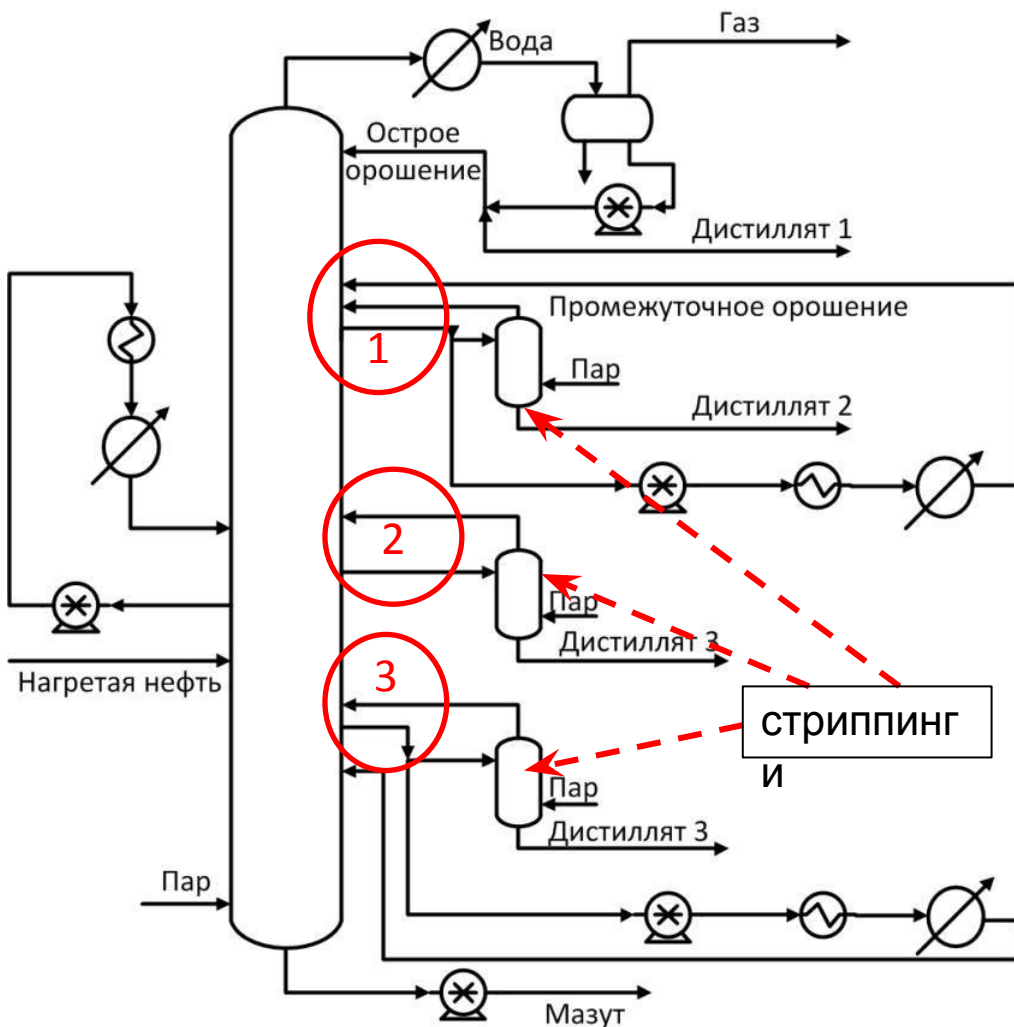 Газ
Вода
Острое
орошение
Дистиллят 1
Промежуточное орошение
1
Пар
Дистиллят 2
2
Пар
Дистиллят 3
Нагретая нефть
3
стриппинг
и
Пар
Дистиллят 3
Пар
Мазут